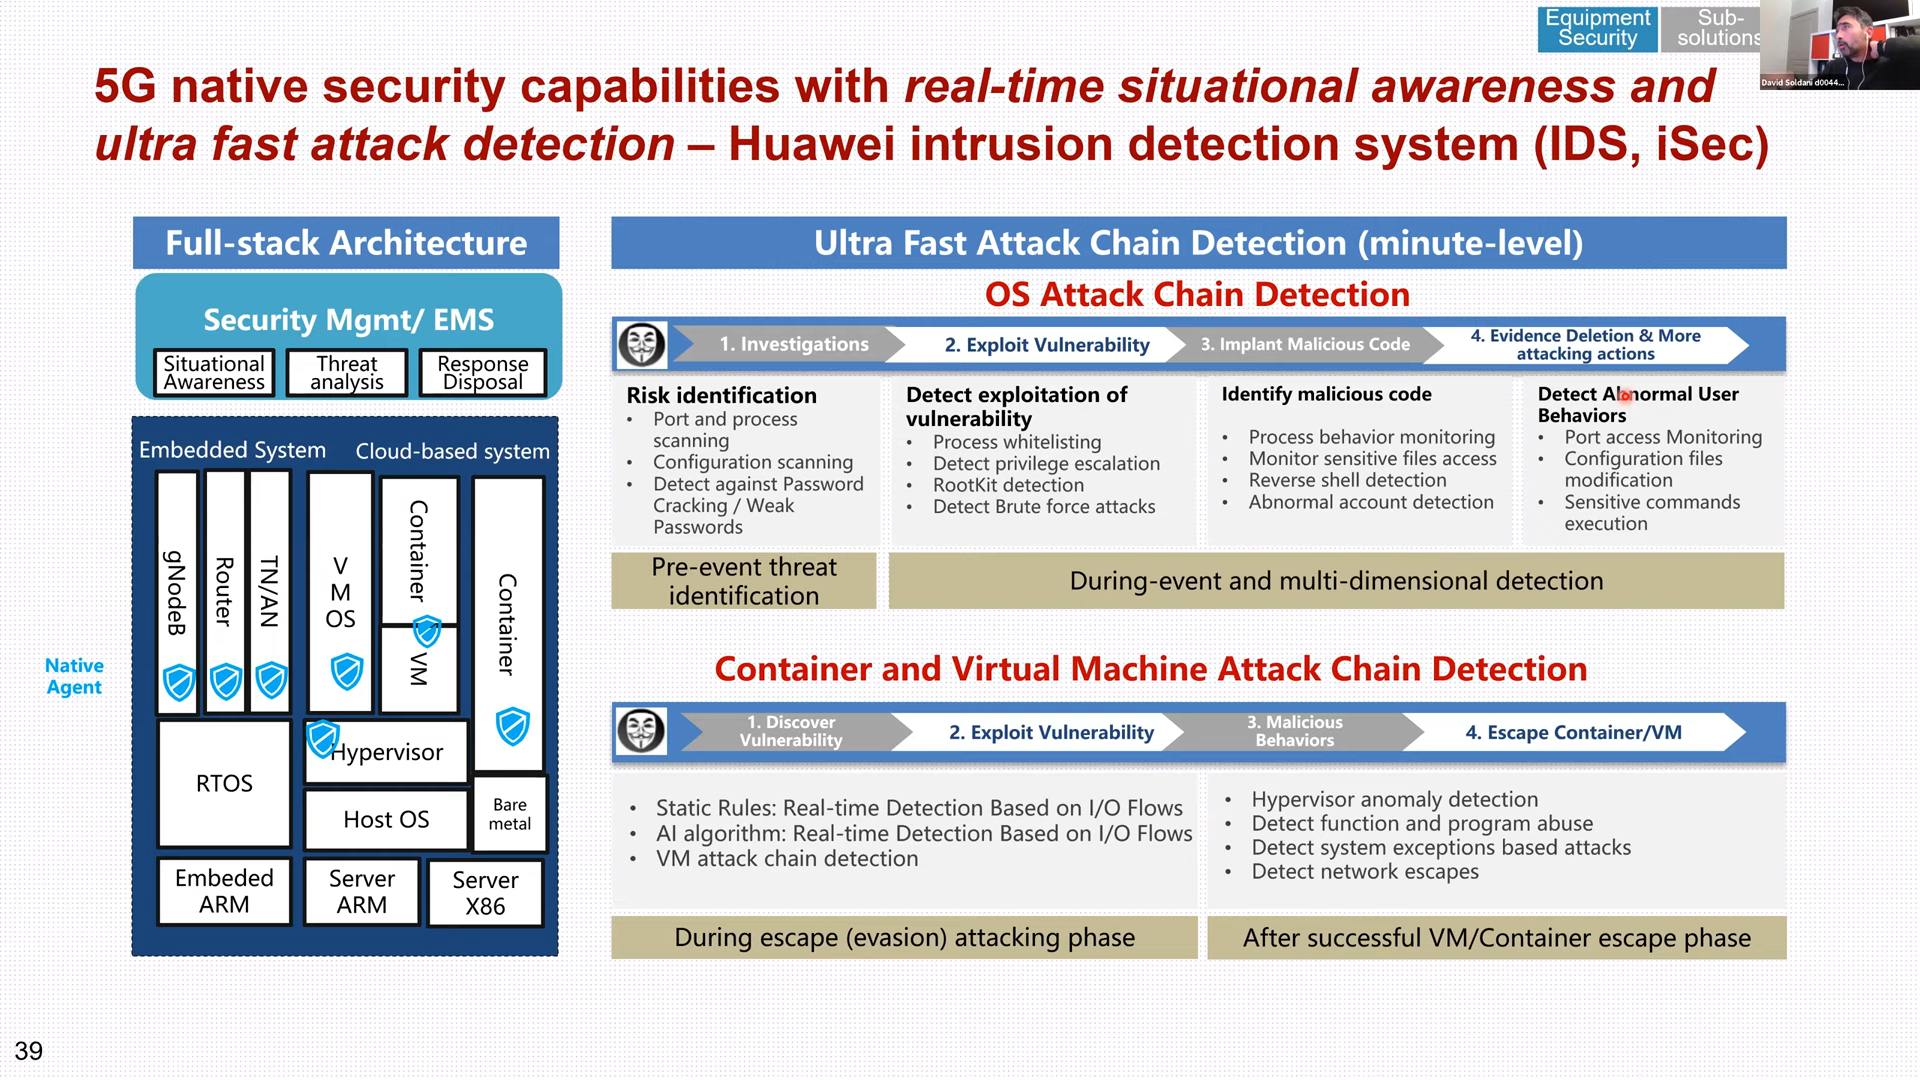 Equipment
Security
Sub-
solutions
David Soldani d0044...
5G native security capabilities with real-time situational awareness and
ultra fast attack detection – Huawei intrusion detection system (IDS, iSec)
Full-stack Architecture
Security Mgmt/ EMS
Situational
Awareness
Threat
analysis
Response
Disposal
Embedded System
Cloud-based system
gNodeB
Router
TN/AN
V
M
OS
Container
VM
Container
Native
Agent
RTOS
Hypervisor
Host OS
Bare
metal
Embeded
ARM
Server
ARM
Server
X86
Ultra Fast Attack Chain Detection (minute-level)
OS Attack Chain Detection
1. Investigations
2. Exploit Vulnerability
3. Implant Malicious Code
4. Evidence Deletion & More
attacking actions
Risk identification
• Port and process
scanning
• Configuration scanning
• Detect against Password
Cracking / Weak
Passwords
Detect exploitation of
vulnerability
• Process whitelisting
• Detect privilege escalation
• RootKit detection
• Detect Brute force attacks
Identify malicious code
• Process behavior monitoring
• Monitor sensitive files access
• Reverse shell detection
• Abnormal account detection
Detect Abnormal User
Behaviors
• Port access Monitoring
• Configuration files
modification
• Sensitive commands
execution
Pre-event threat
identification
During-event and multi-dimensional detection
Container and Virtual Machine Attack Chain Detection
1. Discover
Vulnerability
2. Exploit Vulnerability
3. Malicious
Behaviors
4. Escape Container/VM
• Static Rules: Real-time Detection Based on I/O Flows
• AI algorithm: Real-time Detection Based on I/O Flows
• VM attack chain detection
• Hypervisor anomaly detection
• Detect function and program abuse
• Detect system exceptions based attacks
• Detect network escapes
During escape (evasion) attacking phase
After successful VM/Container escape phase
39